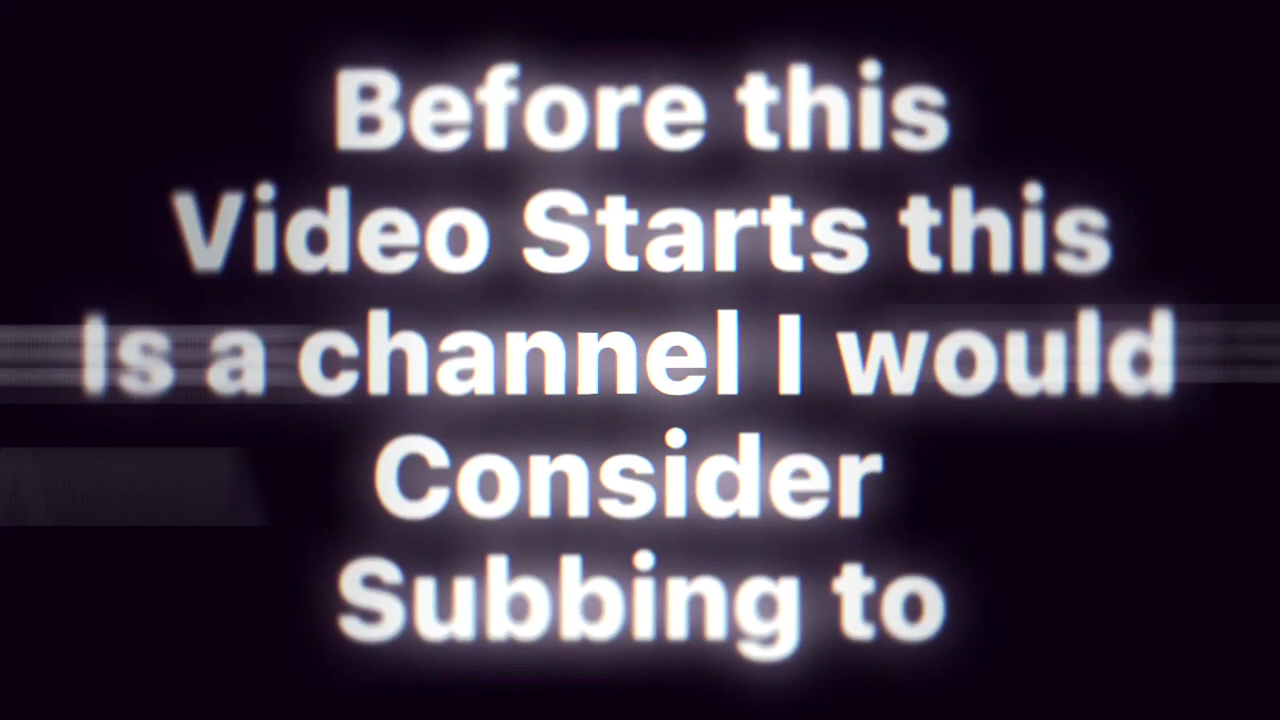 Before this
Video Starts this
Is a channel I would
Consider
Subbing to